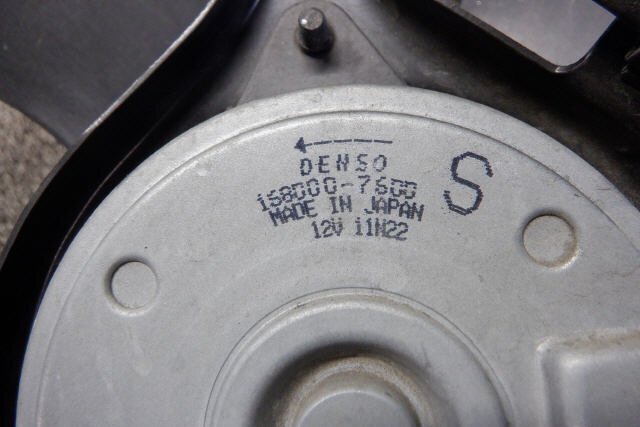 DENSO
S
168000-7600
MADE IN JAPAN
12V 11N22